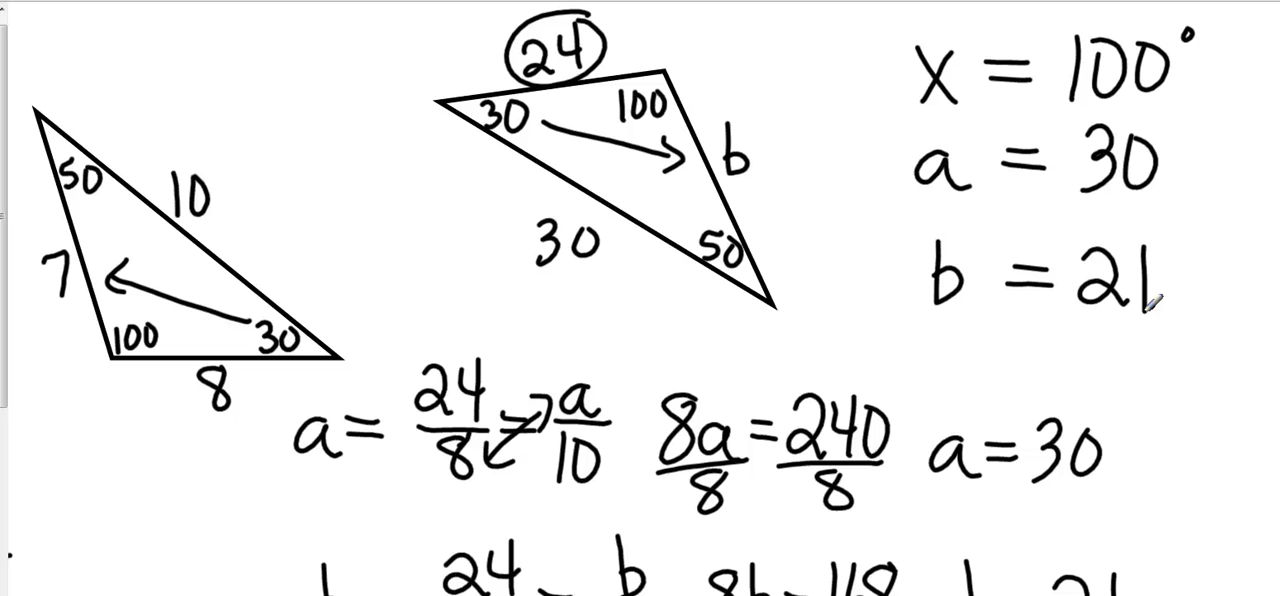 24
x = 100°
30 100
a = 30
b
50 10
30 50
7
b = 21
100 30
8
a = 24/8 = a/10 8a/8 = 240/8 a = 30
24 b